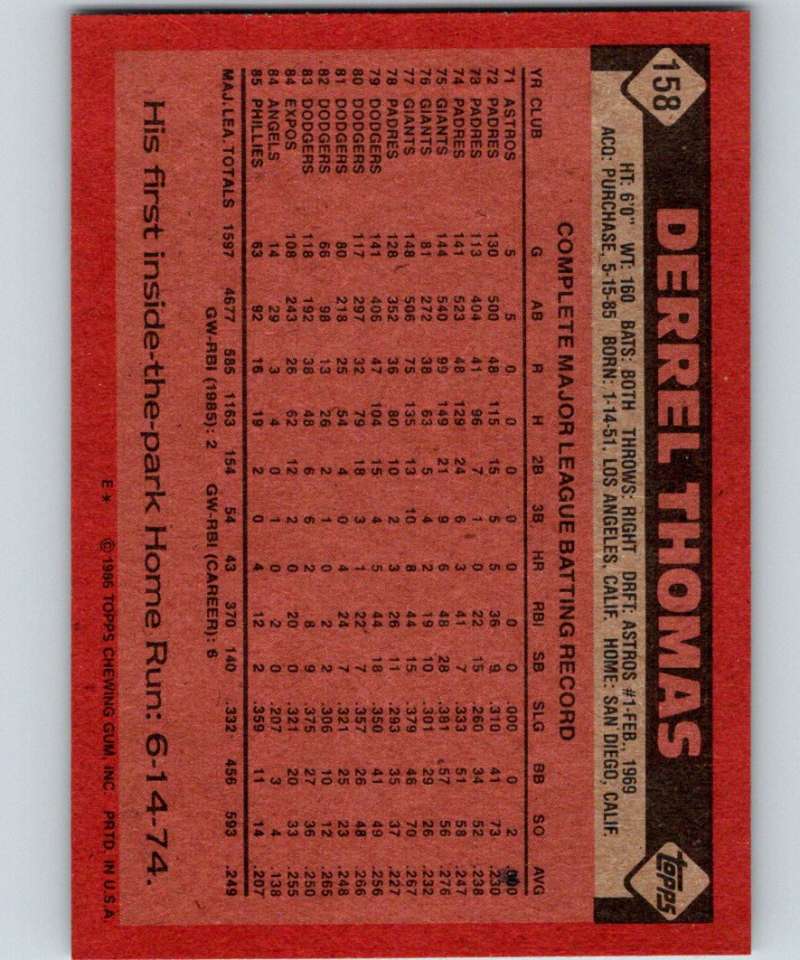 158
DERREL THOMAS
topps
HT: 6'0" WT: 160 BATS: BOTH THROWS: RIGHT DRFT: ASTROS #1-FEB., 1969
ACQ: PURCHASE, 5-15-85 BORN: 1-14-51, LOS ANGELES, CALIF. HOME: SAN DIEGO, CALIF.
COMPLETE MAJOR LEAGUE BATTING RECORD
YR CLUB G AB R H 2B 3B HR RBI SB SLG BB SO AVG
71 ASTROS 5 5 0 0 0 0 0 0 0 .000 0 2 .000
72 PADRES 130 500 48 115 15 5 5 36 9 .310 41 73 .230
73 PADRES 113 404 41 96 7 1 0 22 15 .260 34 52 .238
74 PADRES 141 523 48 129 24 6 3 41 7 .333 51 58 .247
75 GIANTS 144 540 99 149 21 9 6 48 28 .381 57 56 .276
76 GIANTS 81 272 38 63 5 4 2 19 10 .301 29 26 .232
77 GIANTS 148 506 75 135 13 10 8 44 15 .379 46 70 .267
78 PADRES 128 352 36 80 10 2 3 26 11 .293 35 37 .227
79 DODGERS 141 406 47 104 15 4 5 44 18 .350 41 49 .256
80 DODGERS 117 297 32 79 18 3 1 22 7 .357 26 48 .266
81 DODGERS 80 218 25 54 4 0 4 24 7 .321 25 23 .248
82 DODGERS 66 98 13 26 2 1 0 2 2 .306 10 12 .265
83 DODGERS 118 192 38 48 6 6 2 8 9 .375 27 36 .250
84 EXPOS 108 243 26 62 12 2 0 20 0 .321 20 33 .255
84 ANGELS 14 29 3 4 0 1 0 2 0 .207 3 4 .138
85 PHILLIES 63 92 16 19 2 0 4 12 2 .359 11 14 .207
MAJ. LEA. TOTALS 1597 4677 585 1163 154 54 43 370 140 .332 456 593 .249
GW-RBI (1985): 2 GW-RBI (CAREER): 6
His first inside-the-park Home Run: 6-14-74.
E* © 1986 TOPPS CHEWING GUM, INC. PRTD. IN U.S.A.